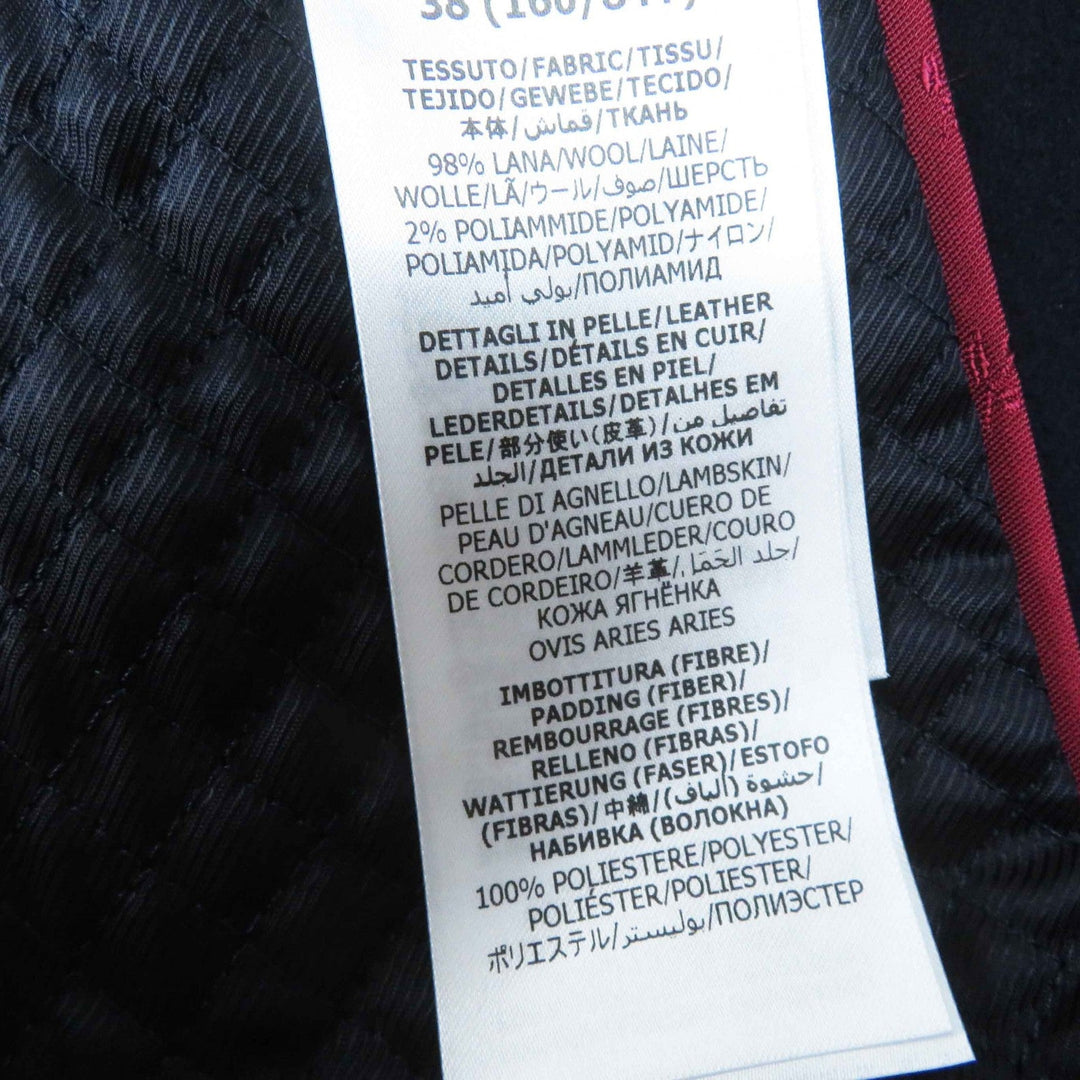 38 (160/
TESSUTO/FABRIC/TISSU/
TEJIDO/GEWEBE/TECIDO/
本体/قماش/ТКАНЬ
98% LANA/WOOL/LAINE/
WOLLE/LÃ/ウール/صوف/ШЕРСТЬ
2% POLIAMMIDE/POLYAMIDE/
POLIAMIDA/POLYAMID/ナイロン/
بولي أميد/ПОЛИАМИД
DETTAGLI IN PELLE/LEATHER
DETAILS/DÉTAILS EN CUIR/
DETALLES EN PIEL/
LEDERDETAILS/DETALHES EM
PELE/部分使い(皮革)/تفاصيل من
الجلد/ДЕТАЛИ ИЗ КОЖИ
PELLE DI AGNELLO/LAMBSKIN/
PEAU D'AGNEAU/CUERO DE
CORDERO/LAMMLEDER/COURO
DE CORDEIRO/羊革/جلد الحَمَل/
КОЖА ЯГНЁНКА
OVIS ARIES ARIES
IMBOTTITURA (FIBRE)/
PADDING (FIBER)/
REMBOURRAGE (FIBRES)/
RELLENO (FIBRAS)/
WATTIERUNG (FASER)/ESTOFO
(FIBRAS)/中綿/حشوة (ألياف)/
НАБИВКА (ВОЛОКНА)
100% POLIESTERE/POLYESTER/
POLIÉSTER/POLIESTER/
ポリエステル/بوليستر/ПОЛИЭСТЕР